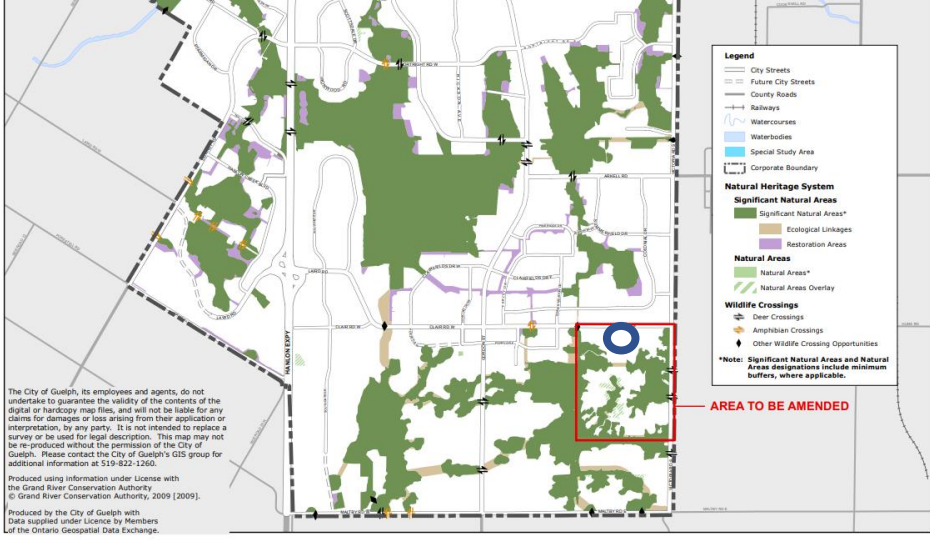 Legend
City Streets
Future City Streets
County Roads
Railways
Watercourses
Waterbodies
Special Study Area
Corporate Boundary
Natural Heritage System
Significant Natural Areas
Significant Natural Areas*
Ecological Linkages
Restoration Areas
Natural Areas
Natural Areas*
Natural Areas Overlay
Wildlife Crossings
Deer Crossings
Amphibian Crossings
Other Wildlife Crossing Opportunities
*Note: Significant Natural Areas and Natural
Areas designations include minimum
buffers, where applicable.
AREA TO BE AMENDED
ARKELL RD
LAIRD RD
HANLON EXPY
CLAIR RD W
CLAIR RD W
MALTBY RD W
MALTBY RD E
The City of Guelph, its employees and agents, do not
undertake to guarantee the validity of the contents of the
digital or hardcopy map files, and will not be liable for any
claims for damages or loss arising from their application or
interpretation, by any party. It is not intended to replace a
survey or be used for legal description. This map may not
be re-produced without the permission of the City of
Guelph. Please contact the City of Guelph's GIS group for
additional information at 519-822-1260.
Produced using information under License with
the Grand River Conservation Authority
© Grand River Conservation Authority, 2009 [2009].
Produced by the City of Guelph with
Data supplied under Licence by Members
of the Ontario Geospatial Data Exchange.